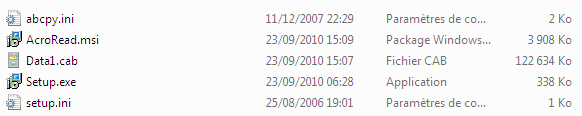 abcpy.ini 11/12/2007 22:29 Paramètres de co... 2 Ko
AcroRead.msi 23/09/2010 15:09 Package Windows... 3 908 Ko
Data1.cab 23/09/2010 15:07 Fichier CAB 122 634 Ko
Setup.exe 23/09/2010 06:28 Application 338 Ko
setup.ini 25/08/2006 19:01 Paramètres de co... 1 Ko